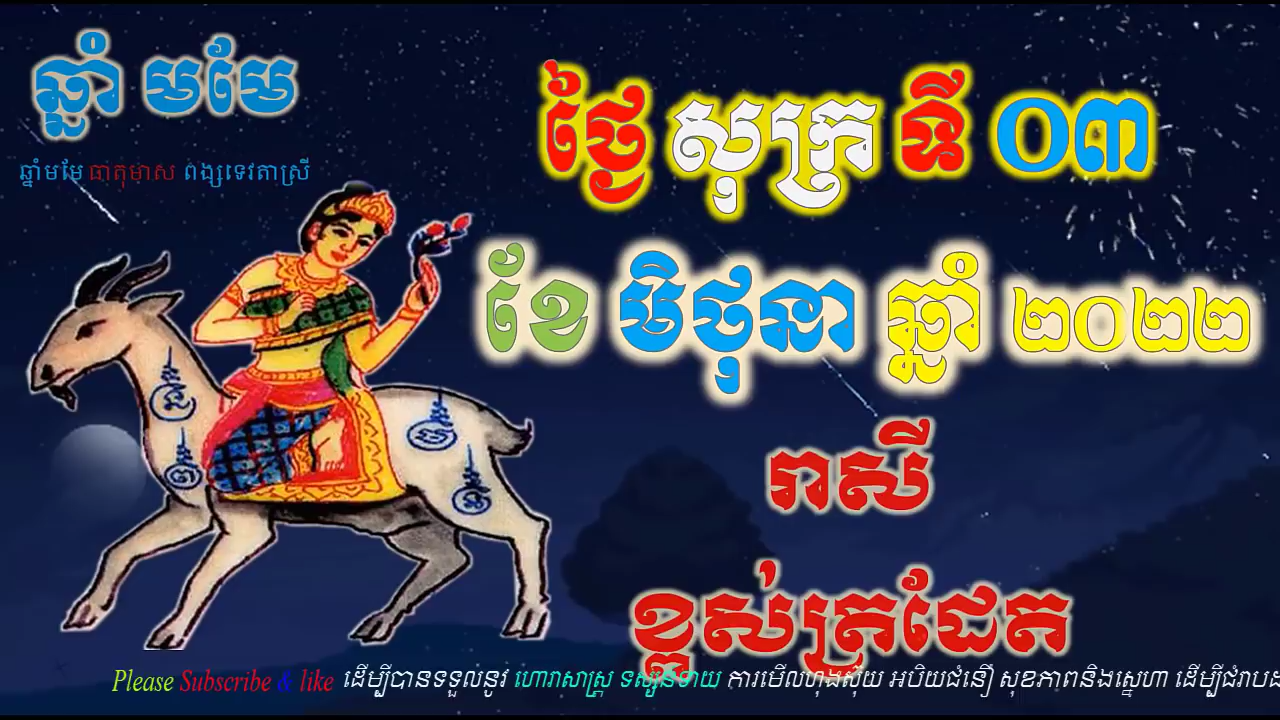 ឆ្នាំ មមែ
ឆ្នាំមមែ ធាតុមាស ពង្សទេវតាស្រី
ថ្ងៃ សុក្រ ទី ០៣
ខែ មិថុនា ឆ្នាំ ២០២២
រាសី
ខ្ពស់ត្រដែត
Please Subscribe & like ដើម្បីបានទទួលនូវ ហោរាសាស្ត្រ ទស្សន៍ទាយ ការមើលហុងស៊ុយ អបិយជំនឿ សុខភាពនិងស្នេហា ដើម្បីជំរាប